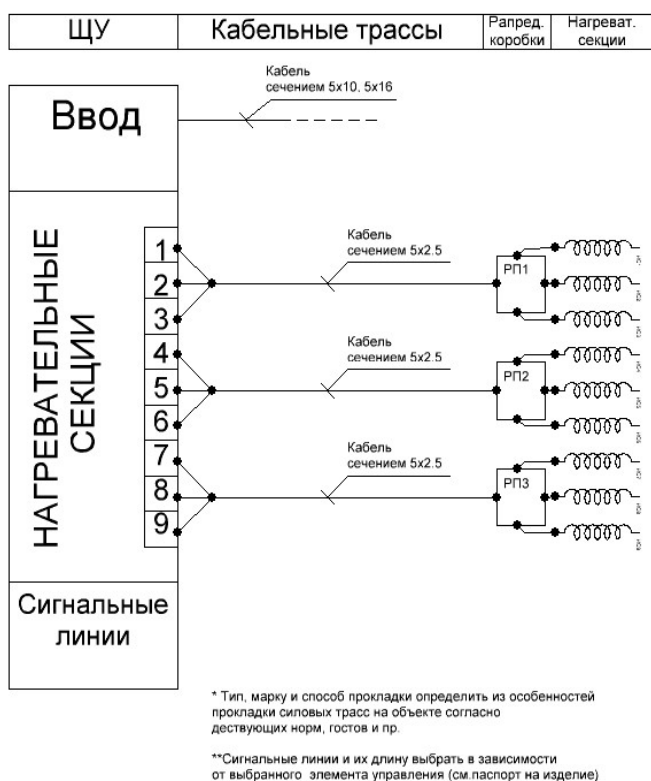 ЩУ
Кабельные трассы
Рапред.
коробки
Нагреват.
секции
Кабель
сечением 5х10, 5х16
Ввод
НАГРЕВАТЕЛЬНЫЕ
СЕКЦИИ
1
2
3
4
5
6
7
8
9
Кабель
сечением 5х2.5
РП1
Кабель
сечением 5х2.5
РП2
Кабель
сечением 5х2.5
РП3
Сигнальные
линии
* Тип, марку и способ прокладки определить из особенностей
прокладки силовых трасс на объекте согласно
дествующих норм, гостов и пр.
**Сигнальные линии и их длину выбрать в зависимости
от выбранного элемента управления (см.паспорт на изделие)